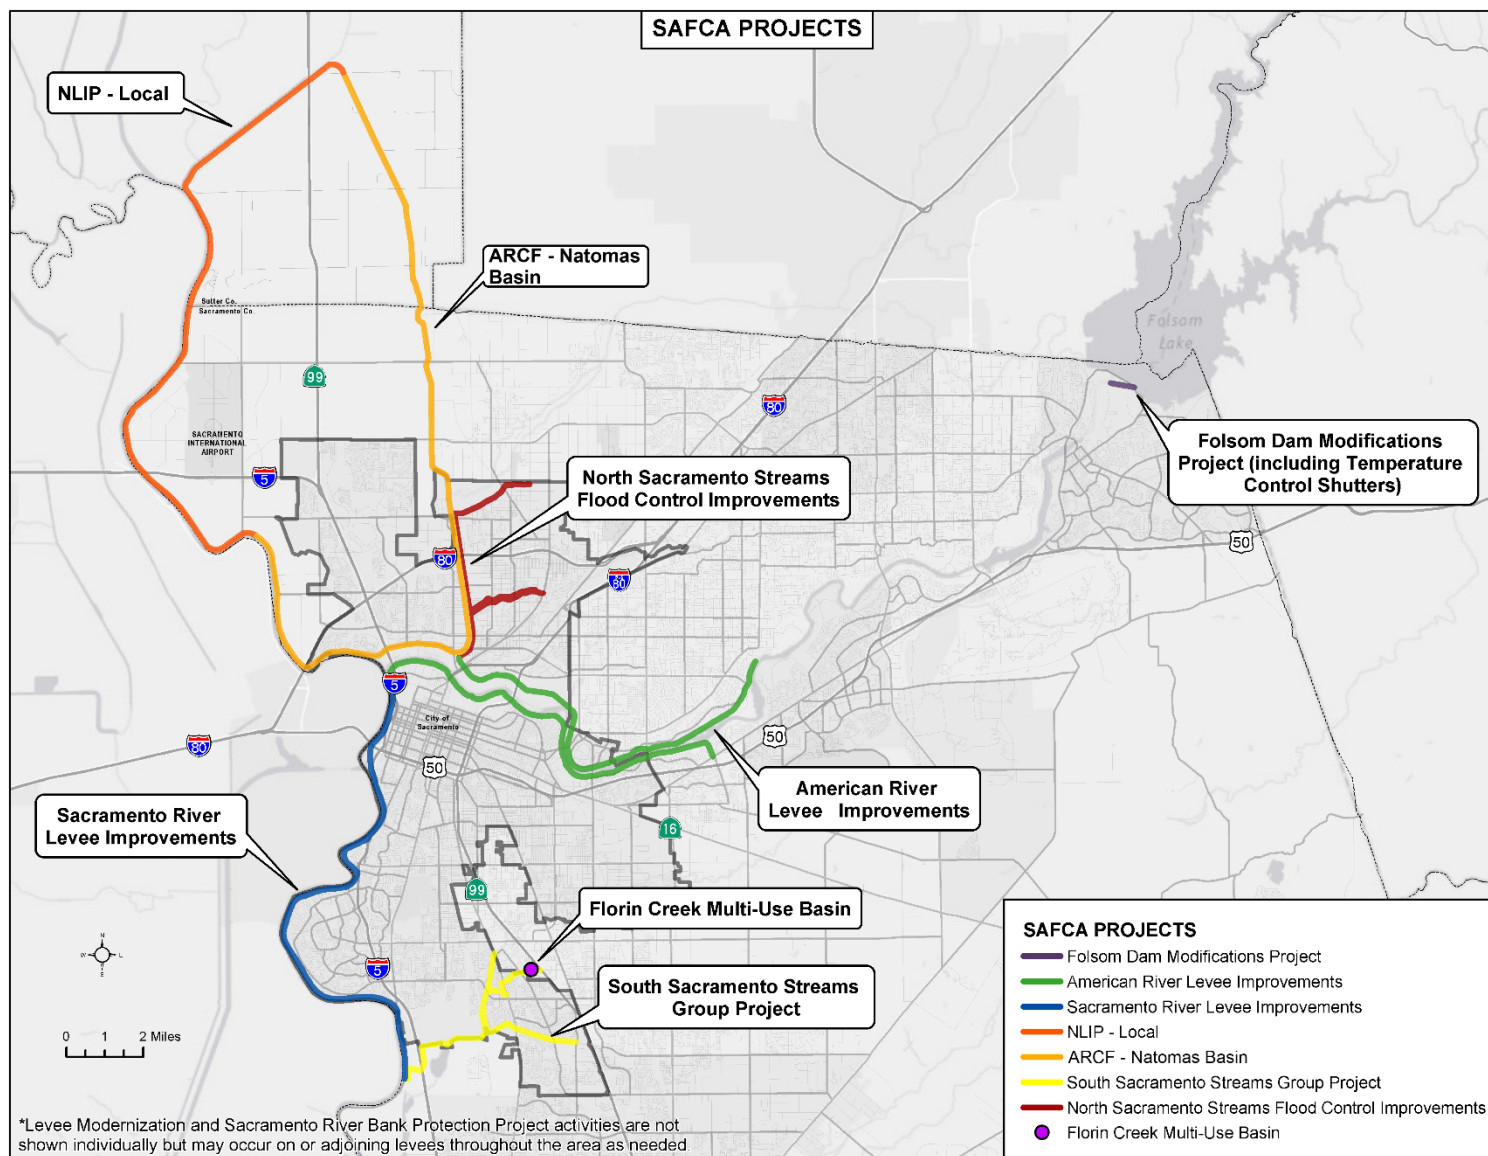 SAFCA PROJECTS
NLIP - Local
ARCF - Natomas
Basin
Sutter Co.
Sacramento Co.
Folsom
Lake
99
80
SACRAMENTO
INTERNATIONAL
AIRPORT
5
North Sacramento Streams
Flood Control Improvements
Folsom Dam Modifications
Project (including Temperature
Control Shutters)
50
80
80
5
City of
Sacramento
50
80
50
American River
Levee Improvements
Sacramento River
Levee Improvements
16
99
Florin Creek Multi-Use Basin
5
South Sacramento Streams
Group Project
N
W
S
0 1 2 Miles
*Levee Modernization and Sacramento River Bank Protection Project activities are not
shown individually but may occur on or adjoining levees throughout the area as needed.
SAFCA PROJECTS
Folsom Dam Modifications Project
American River Levee Improvements
Sacramento River Levee Improvements
NLIP - Local
ARCF - Natomas Basin
South Sacramento Streams Group Project
North Sacramento Streams Flood Control Improvements
Florin Creek Multi-Use Basin